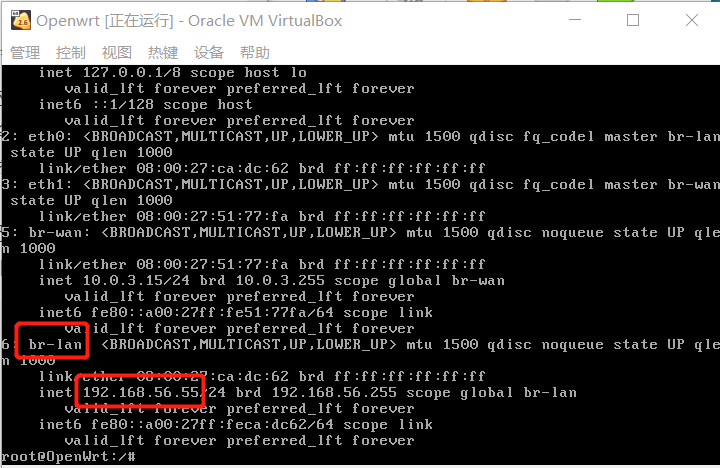 Openwrt [正在运行] - Oracle VM VirtualBox
管理 控制 视图 热键 设备 帮助
inet 127.0.0.1/8 scope host lo
valid_lft forever preferred_lft forever
inet6 ::1/128 scope host
valid_lft forever preferred_lft forever
2: eth0: <BROADCAST,MULTICAST,UP,LOWER_UP> mtu 1500 qdisc fq_codel master br-lan
state UP qlen 1000
link/ether 08:00:27:ca:dc:62 brd ff:ff:ff:ff:ff:ff
3: eth1: <BROADCAST,MULTICAST,UP,LOWER_UP> mtu 1500 qdisc fq_codel master br-wan
state UP qlen 1000
link/ether 08:00:27:51:77:fa brd ff:ff:ff:ff:ff:ff
5: br-wan: <BROADCAST,MULTICAST,UP,LOWER_UP> mtu 1500 qdisc noqueue state UP qle
n 1000
link/ether 08:00:27:51:77:fa brd ff:ff:ff:ff:ff:ff
inet 10.0.3.15/24 brd 10.0.3.255 scope global br-wan
valid_lft forever preferred_lft forever
inet6 fe80::a00:27ff:fe51:77fa/64 scope link
valid_lft forever preferred_lft forever
6: br-lan: <BROADCAST,MULTICAST,UP,LOWER_UP> mtu 1500 qdisc noqueue state UP qle
n 1000
link/ether 08:00:27:ca:dc:62 brd ff:ff:ff:ff:ff:ff
inet 192.168.56.55/24 brd 192.168.56.255 scope global br-lan
valid_lft forever preferred_lft forever
inet6 fe80::a00:27ff:feca:dc62/64 scope link
valid_lft forever preferred_lft forever
root@OpenWrt:/#